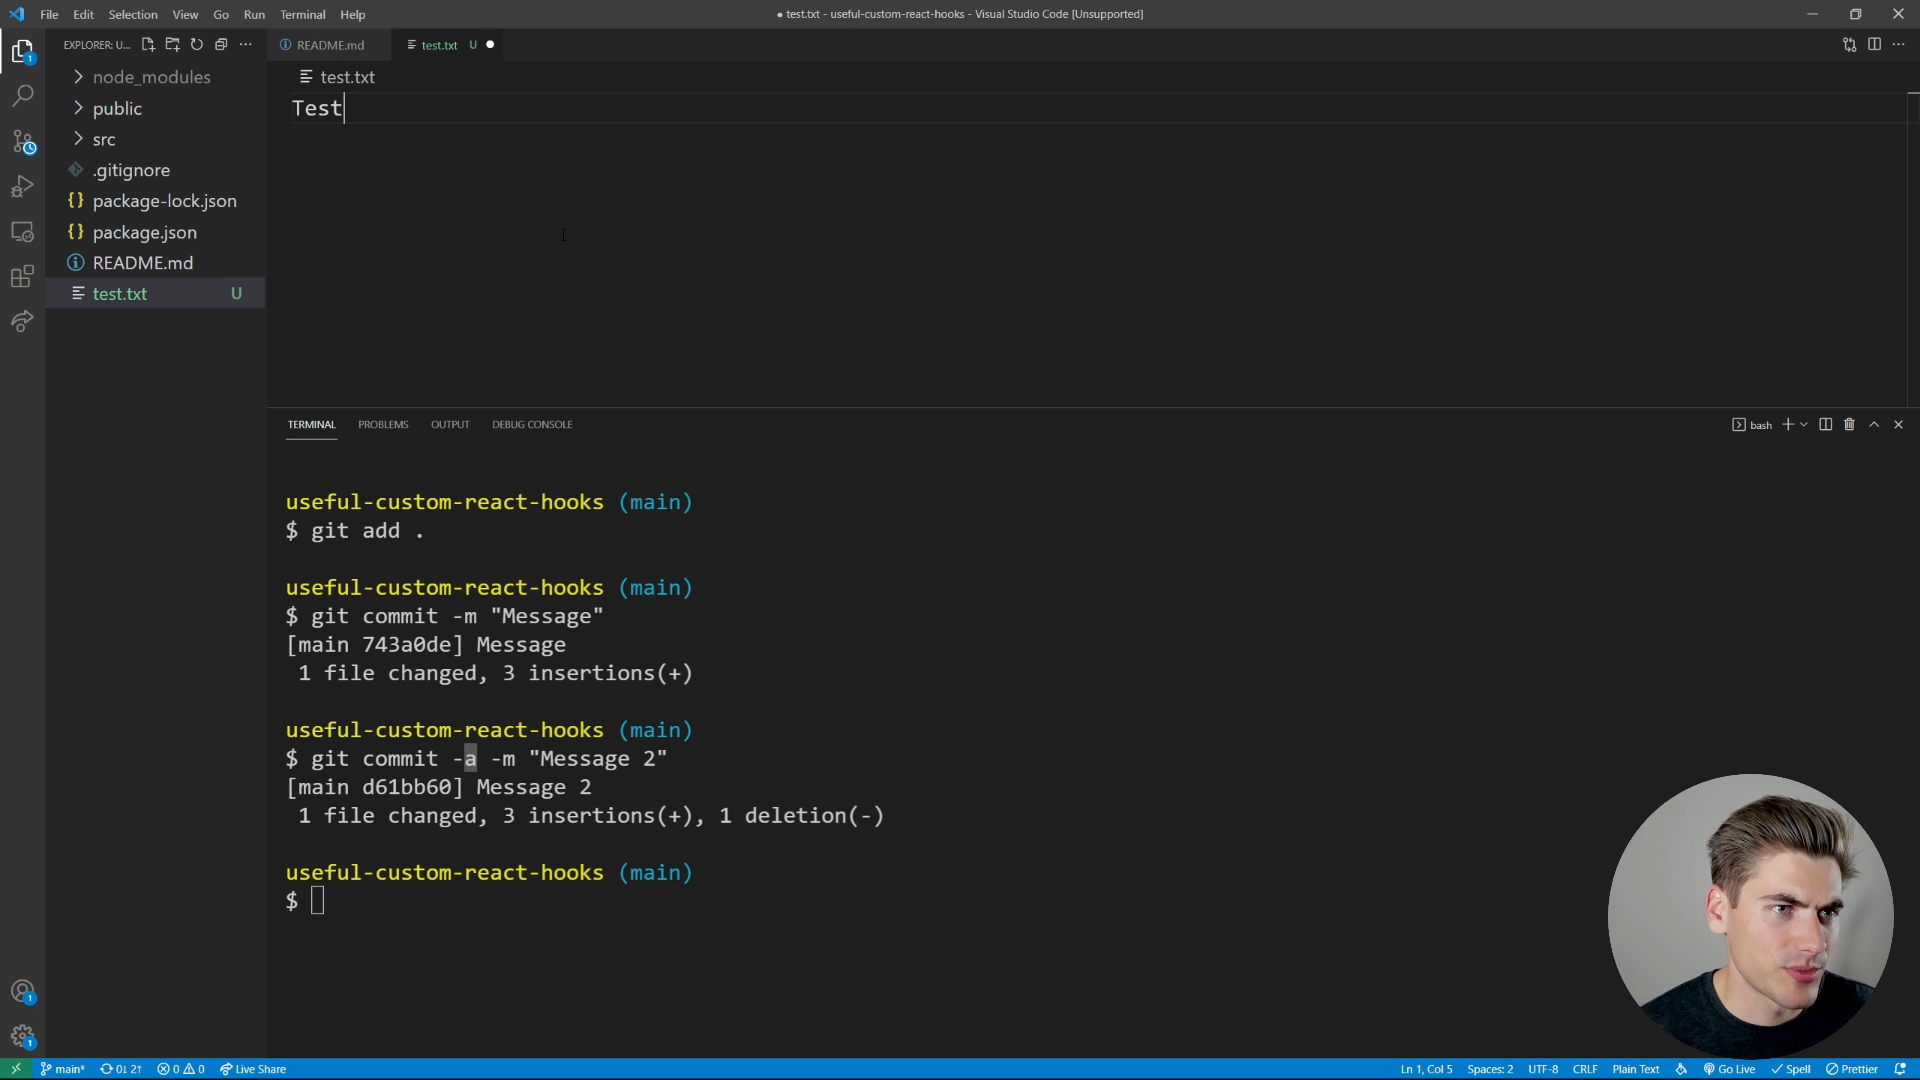 File Edit Selection View Go Run Terminal Help
● test.txt - useful-custom-react-hooks - Visual Studio Code [Unsupported]
EXPLORER: U...
README.md
test.txt U
node_modules
public
src
.gitignore
package-lock.json
package.json
README.md
test.txt U
test.txt
Test
TERMINAL PROBLEMS OUTPUT DEBUG CONSOLE
bash
useful-custom-react-hooks (main)
$ git add .
useful-custom-react-hooks (main)
$ git commit -m "Message"
[main 743a0de] Message
1 file changed, 3 insertions(+)
useful-custom-react-hooks (main)
$ git commit -a -m "Message 2"
[main d61bb60] Message 2
1 file changed, 3 insertions(+), 1 deletion(-)
useful-custom-react-hooks (main)
$
1
1
1
main* 0↓ 2↑ 0 0 Live Share
Ln 1, Col 5 Spaces: 2 UTF-8 CRLF Plain Text Go Live Spell Prettier